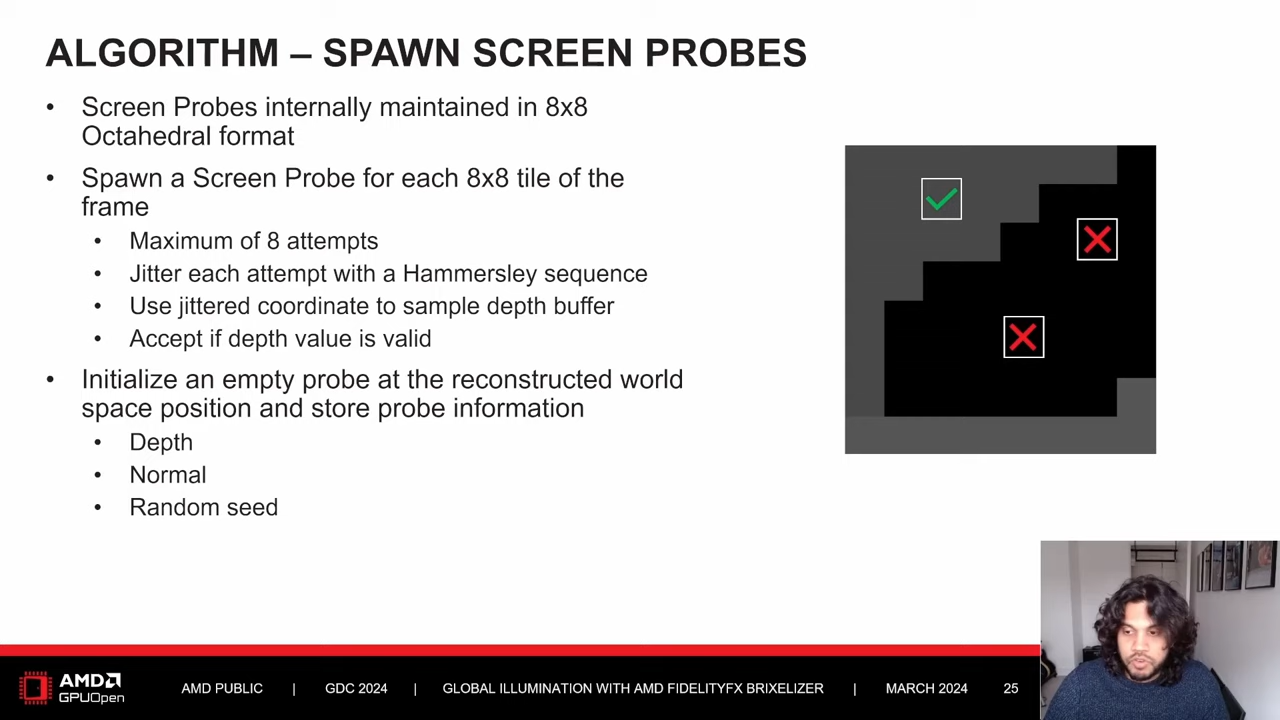 ALGORITHM – SPAWN SCREEN PROBES
• Screen Probes internally maintained in 8x8
Octahedral format
• Spawn a Screen Probe for each 8x8 tile of the
frame
• Maximum of 8 attempts
• Jitter each attempt with a Hammersley sequence
• Use jittered coordinate to sample depth buffer
• Accept if depth value is valid
• Initialize an empty probe at the reconstructed world
space position and store probe information
• Depth
• Normal
• Random seed
AMD
GPUOpen
AMD PUBLIC | GDC 2024 | GLOBAL ILLUMINATION WITH AMD FIDELITYFX BRIXELIZER | MARCH 2024 25